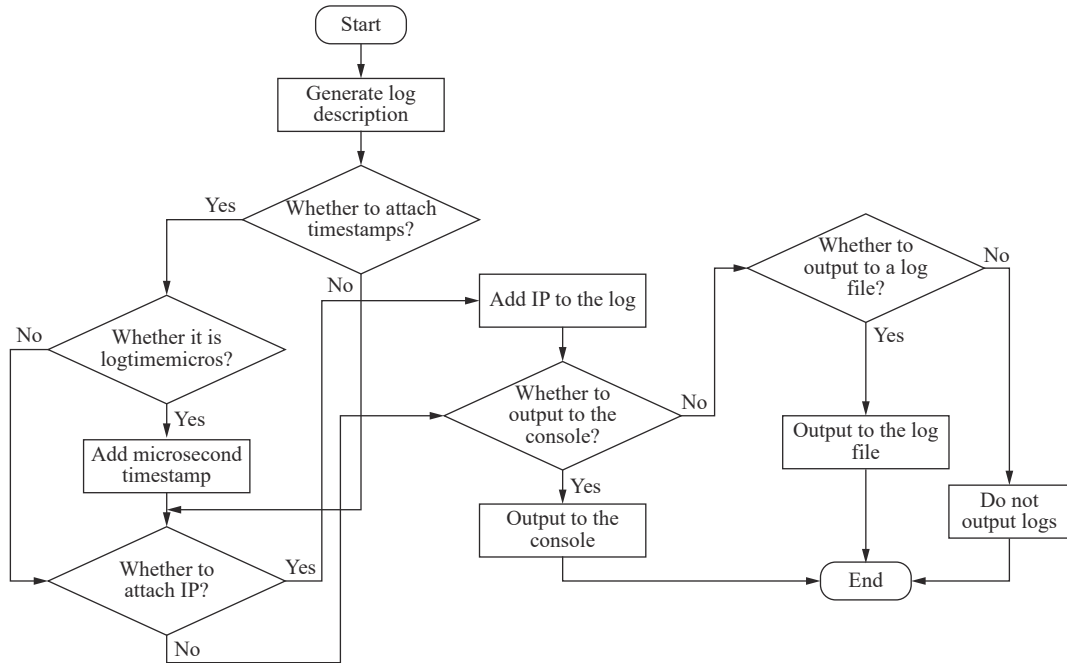 Start
Generate log
description
Whether to attach
timestamps?
Yes
No
Whether it is
logtimemicros?
No
Yes
Add microsecond
timestamp
Whether to
attach IP?
Yes
No
Add IP to the log
Whether to
output to the
console?
No
Yes
Output to the
console
Whether to
output to a log
file?
No
Yes
Output to the log
file
Do not
output logs
End